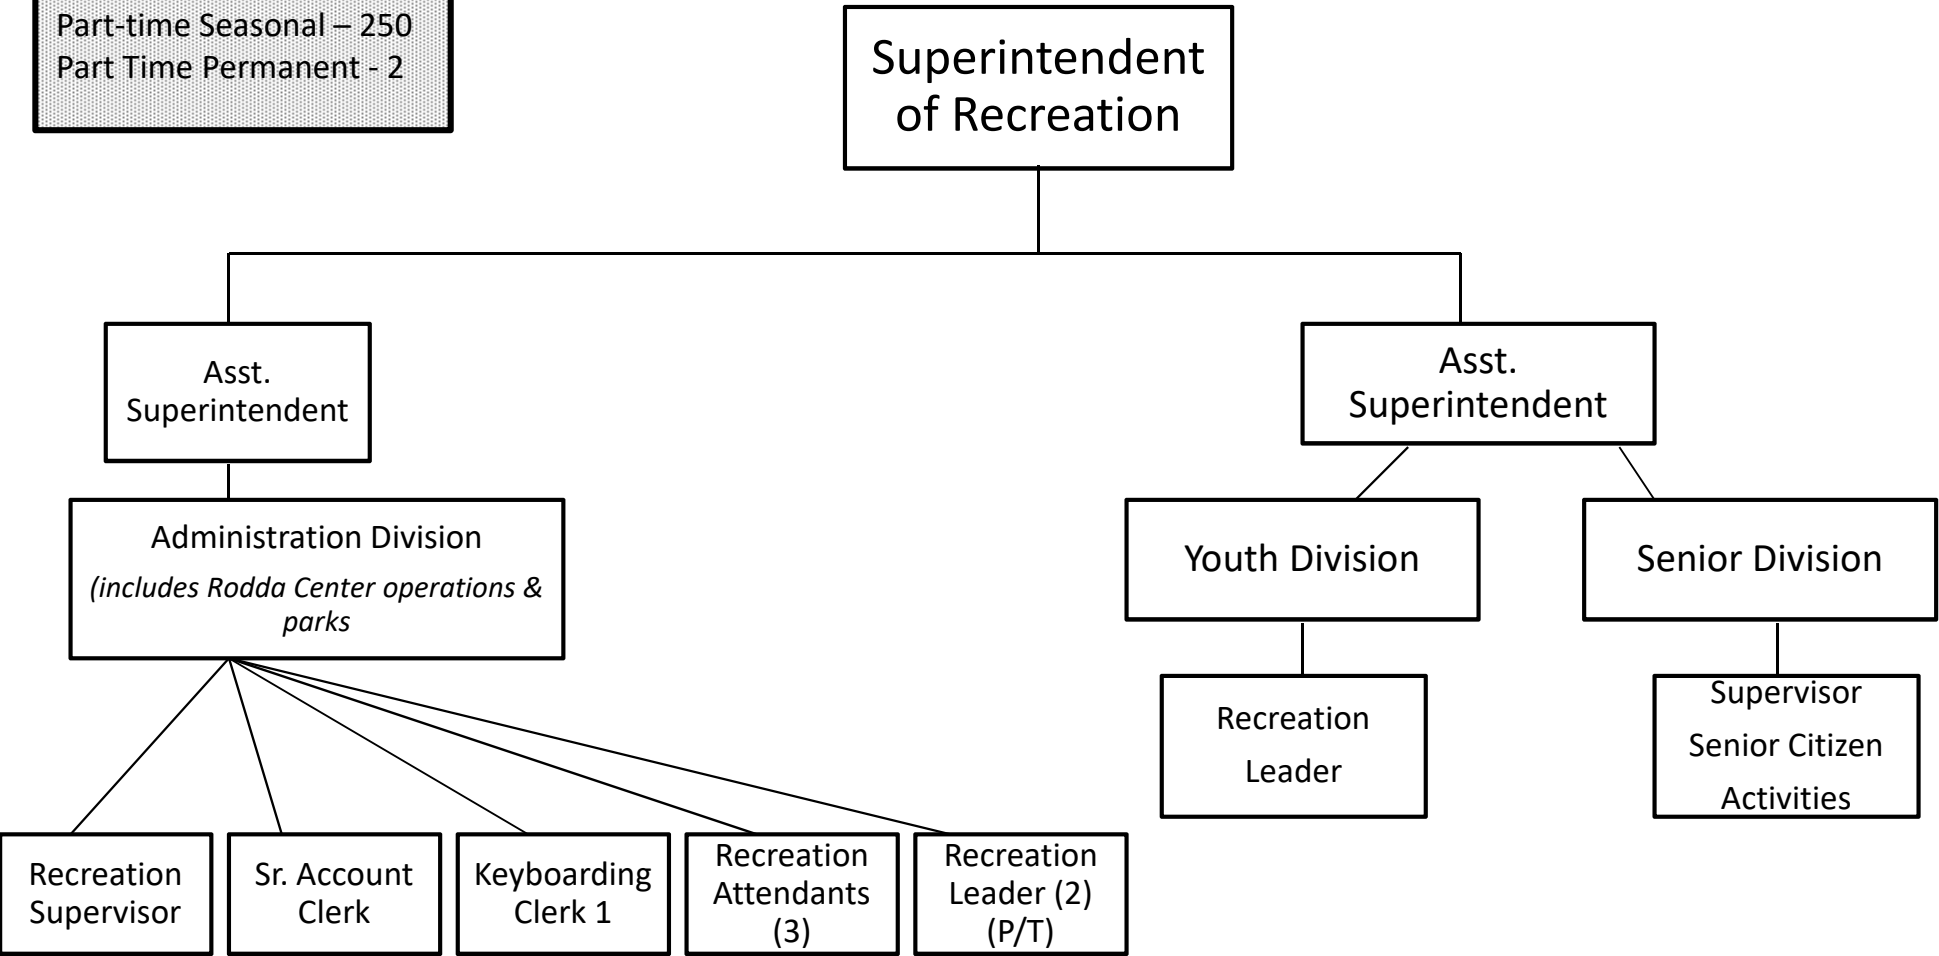 Part-time Seasonal – 250
Part Time Permanent - 2
Superintendent
of Recreation
Asst.
Superintendent
Asst.
Superintendent
Administration Division
(includes Rodda Center operations &
parks
Youth Division
Senior Division
Recreation
Leader
Supervisor
Senior Citizen
Activities
Recreation
Supervisor
Sr. Account
Clerk
Keyboarding
Clerk 1
Recreation
Attendants
(3)
Recreation
Leader (2)
(P/T)